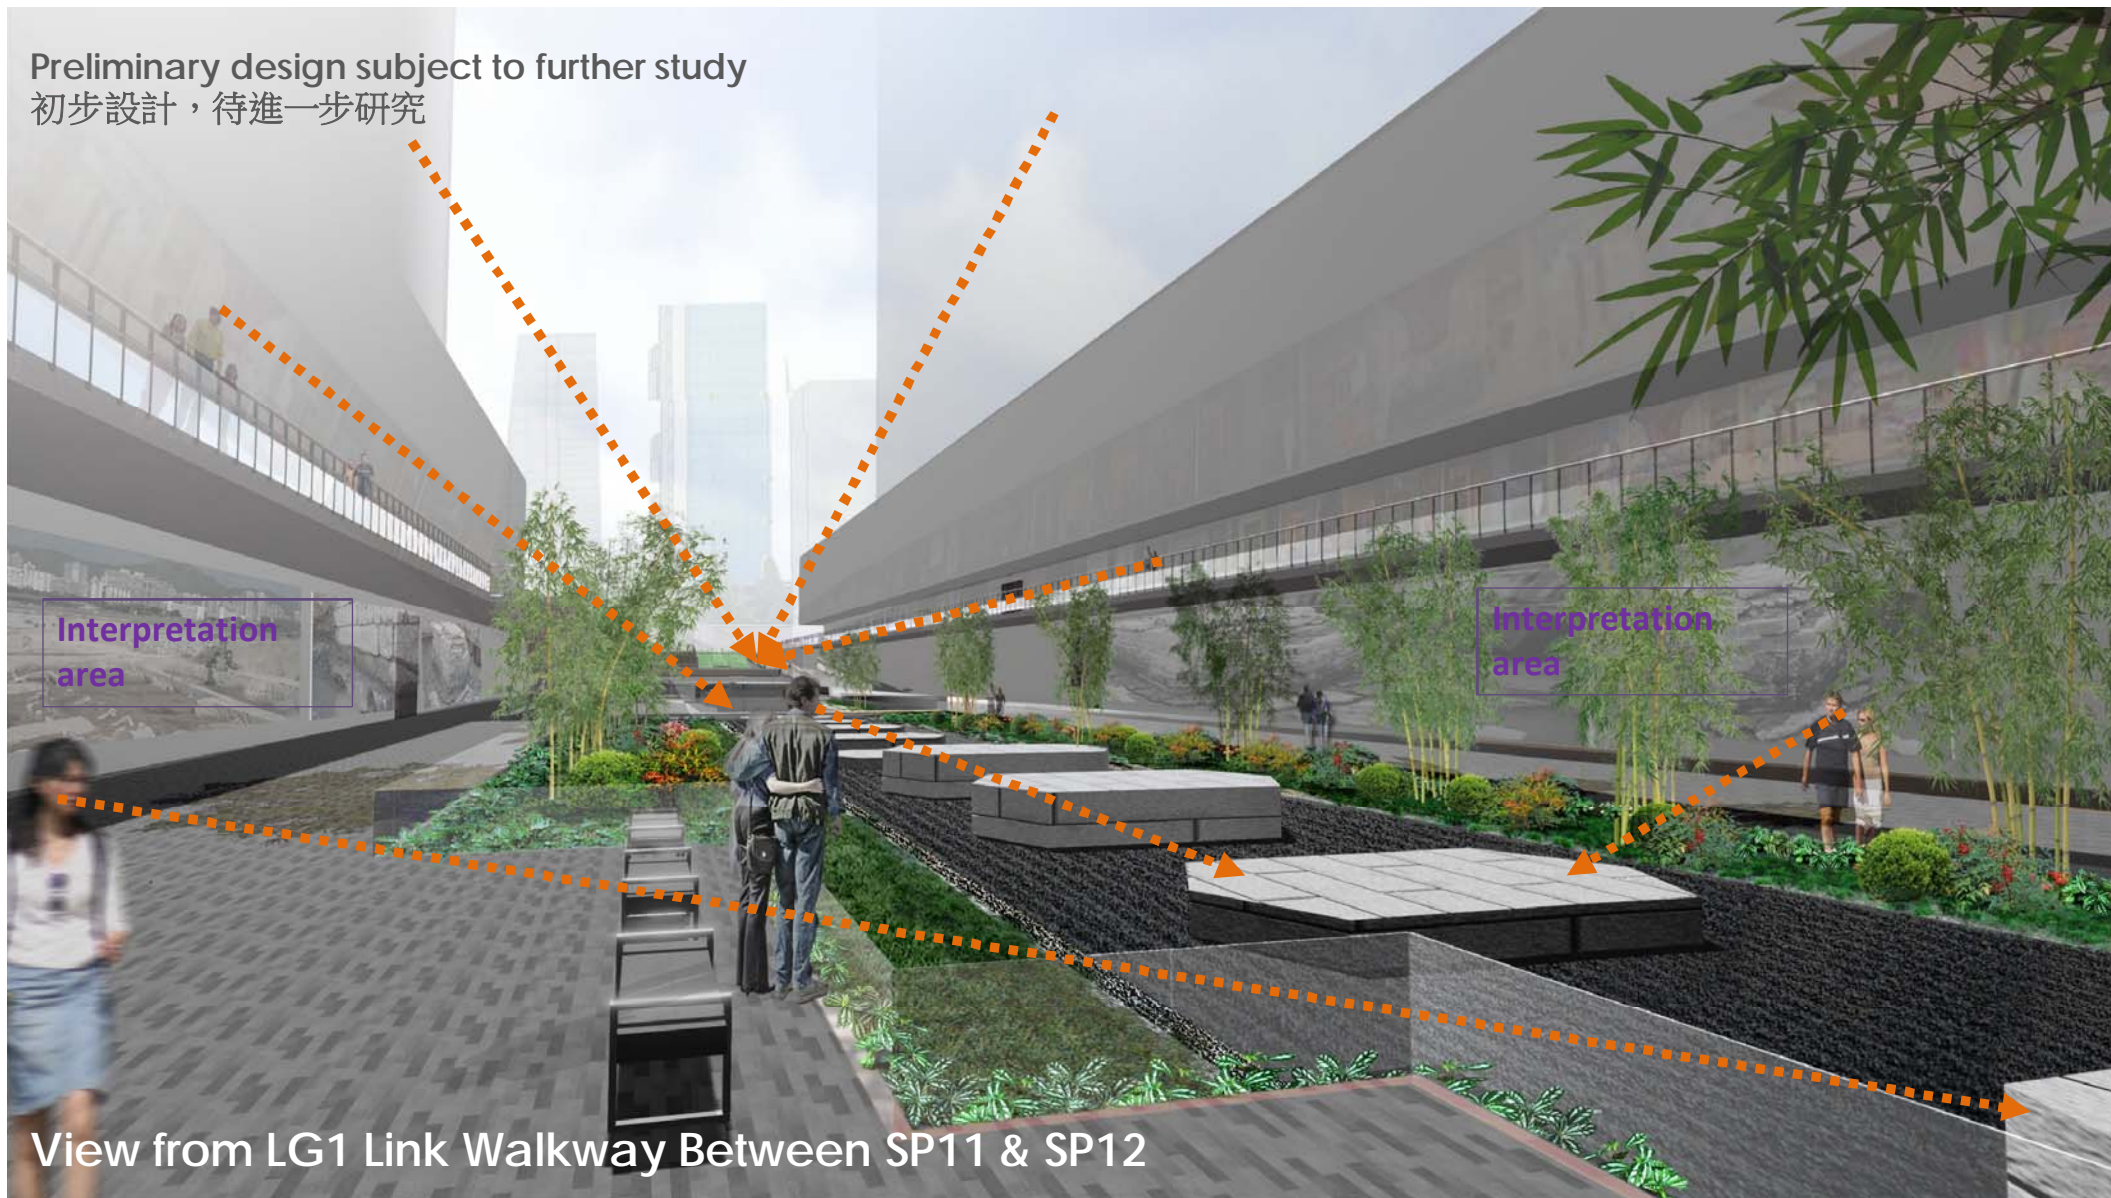 Preliminary design subject to further study
初步設計，待進一步研究
Interpretation
area
Interpretation
area
View from LG1 Link Walkway Between SP11 & SP12